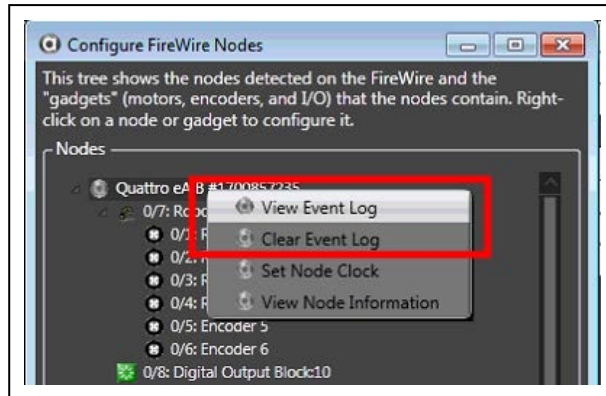 Configure FireWire Nodes
This tree shows the nodes detected on the FireWire and the
"gadgets" (motors, encoders, and I/O) that the nodes contain. Right-
click on a node or gadget to configure it.
Nodes
Quattro eAIB #1700857235
0/7:
View Event Log
0/1: R
Clear Event Log
0/2: R
0/3: R
Set Node Clock
0/4: R
View Node Information
0/5: Encoder 5
0/6: Encoder 6
0/8: Digital Output Block:10